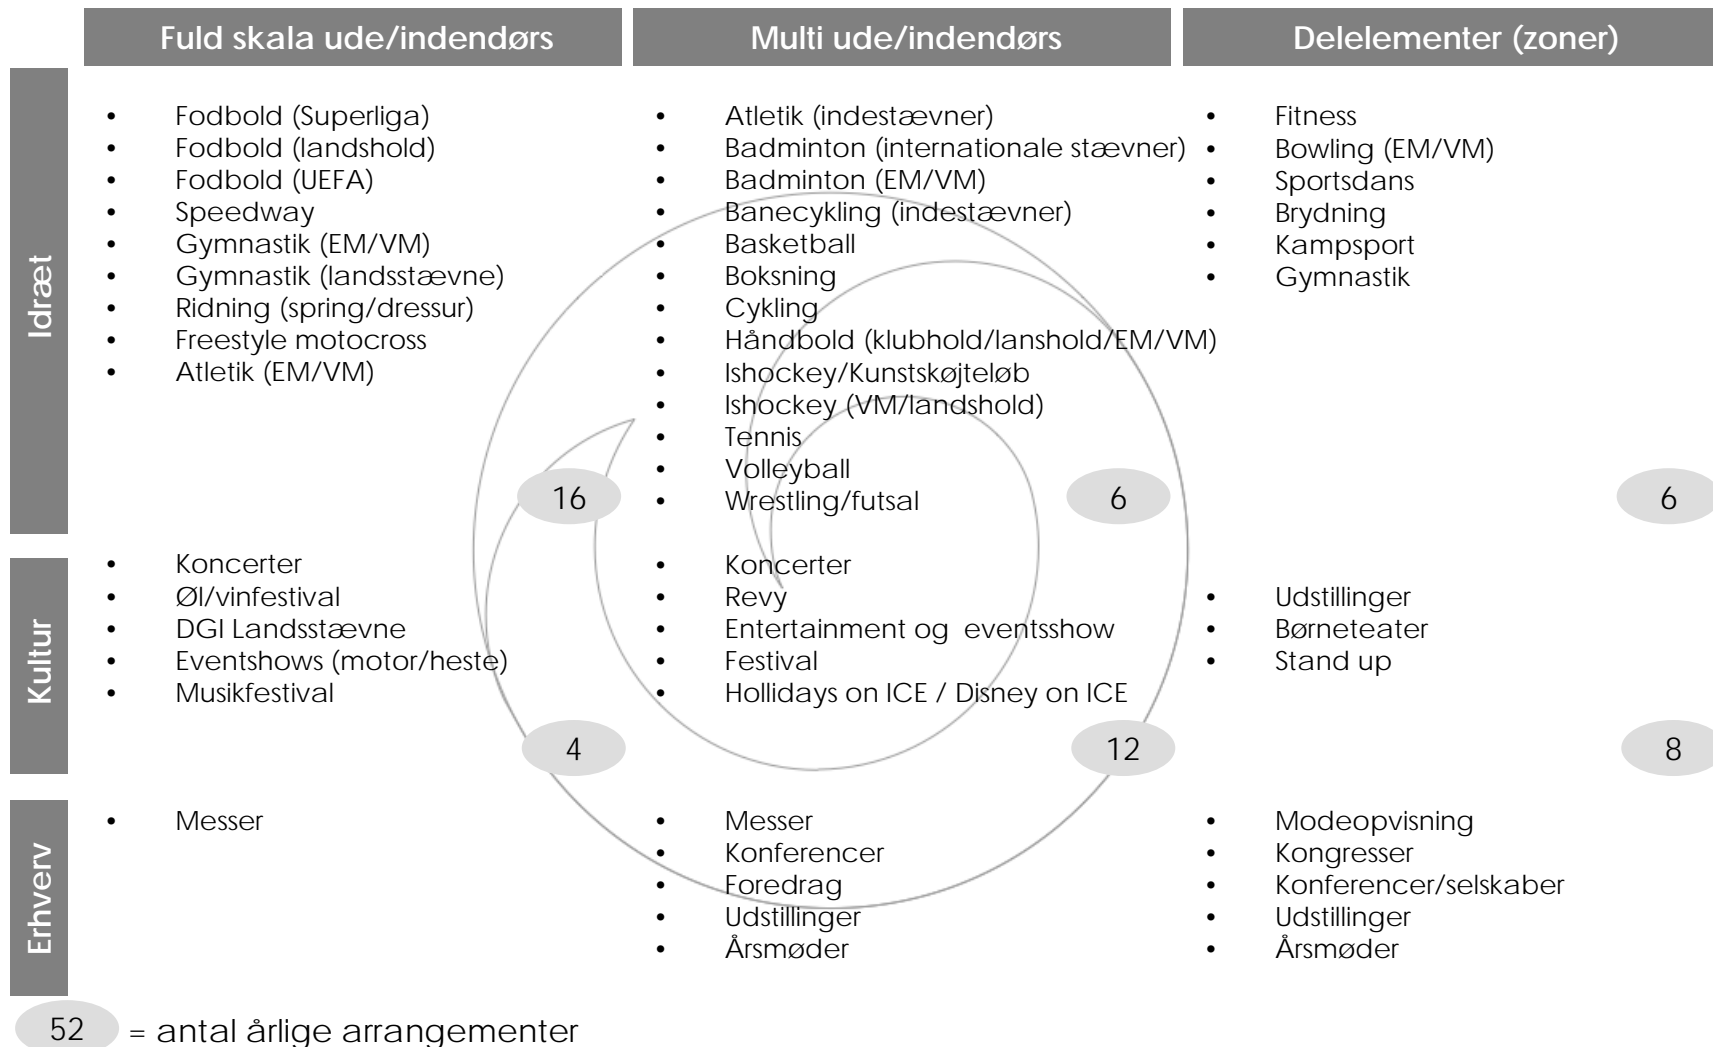 Fuld skala ude/indendørs
Multi ude/indendørs
Delelementer (zoner)
Idræt
• Fodbold (Superliga)
• Fodbold (landshold)
• Fodbold (UEFA)
• Speedway
• Gymnastik (EM/VM)
• Gymnastik (landsstævne)
• Ridning (spring/dressur)
• Freestyle motocross
• Atletik (EM/VM)
16
• Atletik (indestævner)
• Badminton (internationale stævner)
• Badminton (EM/VM)
• Banecykling (indestævner)
• Basketball
• Boksning
• Cykling
• Håndbold (klubhold/lanshold/EM/VM)
• Ishockey/Kunstskøjteløb
• Ishockey (VM/landshold)
• Tennis
• Volleyball
• Wrestling/futsal
6
• Fitness
• Bowling (EM/VM)
• Sportsdans
• Brydning
• Kampsport
• Gymnastik
6
Kultur
• Koncerter
• Øl/vinfestival
• DGI Landsstævne
• Eventshows (motor/heste)
• Musikfestival
4
• Koncerter
• Revy
• Entertainment og eventsshow
• Festival
• Hollidays on ICE / Disney on ICE
12
• Udstillinger
• Børneteater
• Stand up
8
Erhverv
• Messer
• Messer
• Konferencer
• Foredrag
• Udstillinger
• Årsmøder
• Modeopvisning
• Kongresser
• Konferencer/selskaber
• Udstillinger
• Årsmøder
52 = antal årlige arrangementer